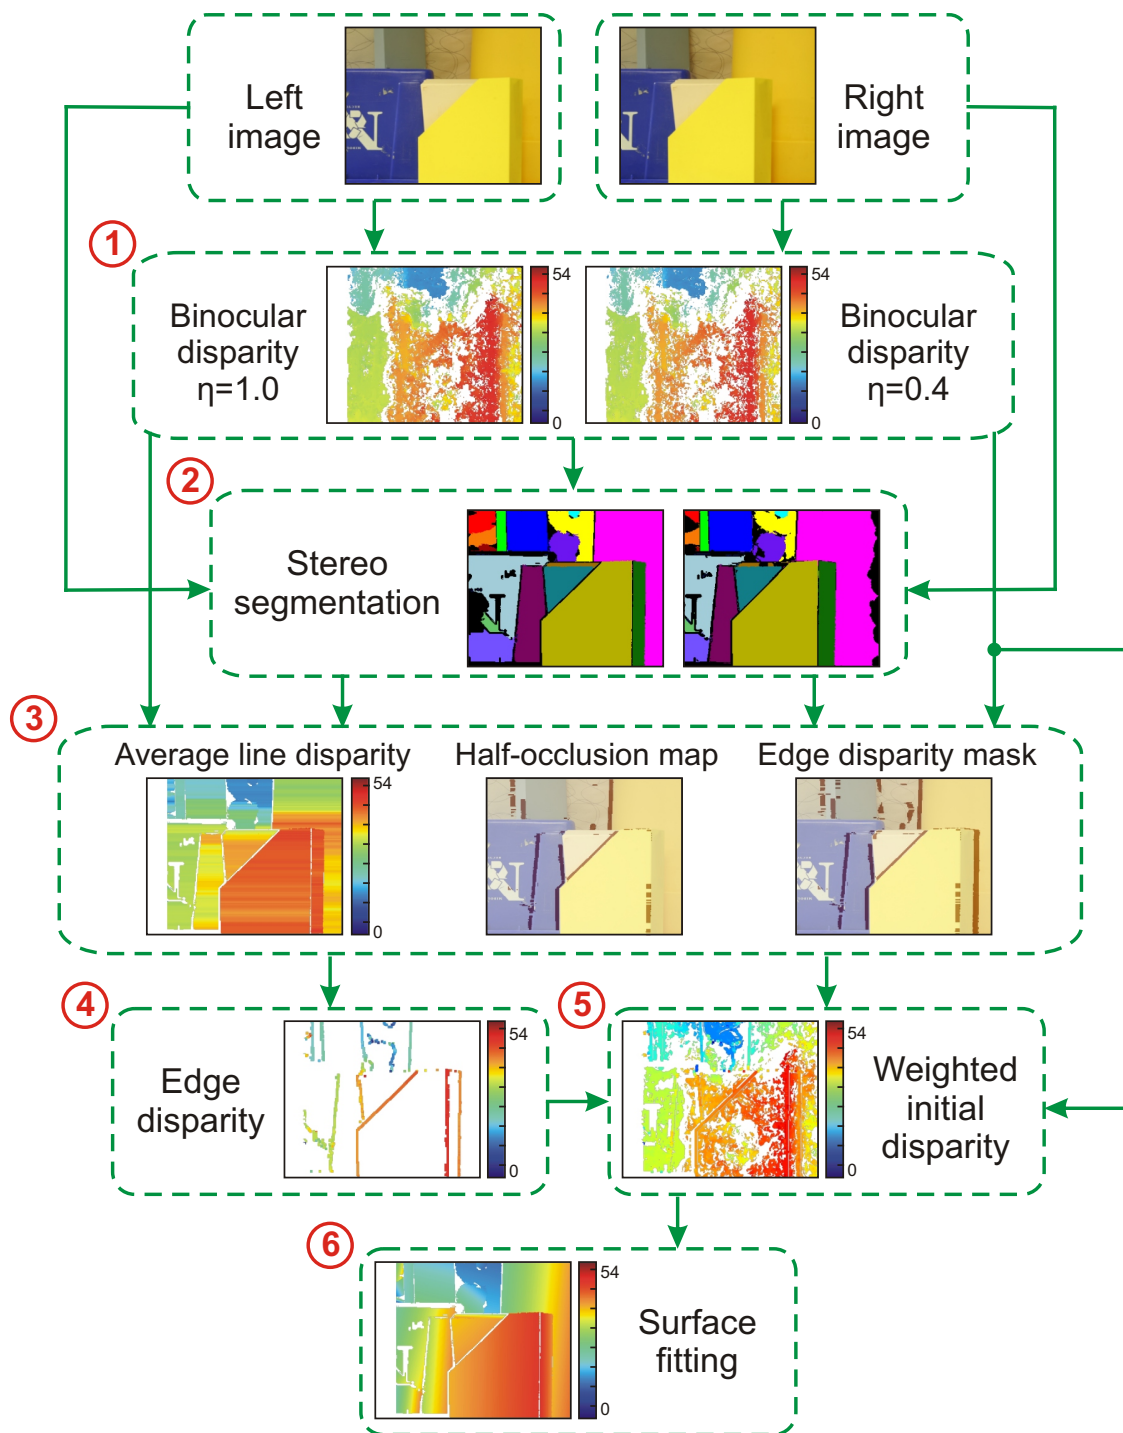 Left
image
Right
image
1
Binocular
disparity
η=1.0
54
0
54
0
Binocular
disparity
η=0.4
2
Stereo
segmentation
3
Average line disparity
Half-occlusion map
Edge disparity mask
54
0
4
Edge
disparity
54
0
5
54
0
Weighted
initial
disparity
6
54
0
Surface
fitting